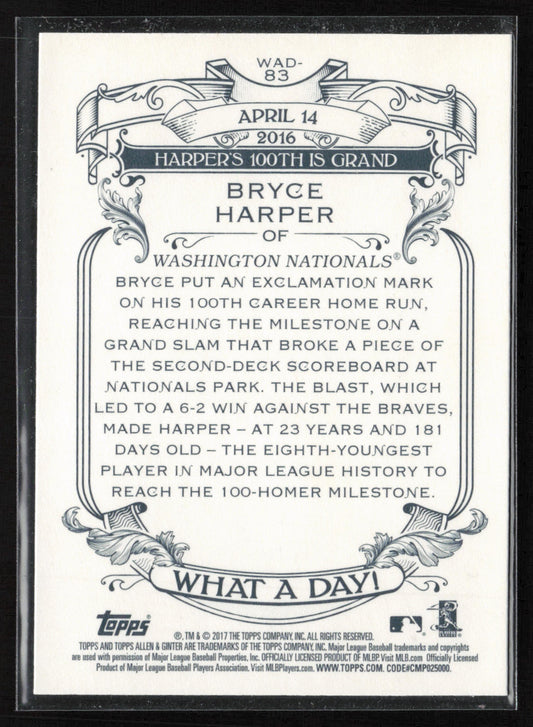 WAD-
83
APRIL 14
2016
HARPER'S 100TH IS GRAND
BRYCE
HARPER
OF
WASHINGTON NATIONALS®
BRYCE PUT AN EXCLAMATION MARK
ON HIS 100TH CAREER HOME RUN,
REACHING THE MILESTONE ON A
GRAND SLAM THAT BROKE A PIECE OF
THE SECOND-DECK SCOREBOARD AT
NATIONALS PARK. THE BLAST, WHICH
LED TO A 6-2 WIN AGAINST THE BRAVES,
MADE HARPER – AT 23 YEARS AND 181
DAYS OLD – THE EIGHTH-YOUNGEST
PLAYER IN MAJOR LEAGUE HISTORY TO
REACH THE 100-HOMER MILESTONE.
WHAT A DAY!
Topps®
®, TM & © 2017 THE TOPPS COMPANY, INC. ALL RIGHTS RESERVED.
TOPPS AND TOPPS ALLEN & GINTER ARE TRADEMARKS OF THE TOPPS COMPANY, INC. Major League Baseball trademarks and copyrights
are used with permission of Major League Baseball Properties, Inc. OFFICIALLY LICENSED PRODUCT OF MLBP. Visit MLB.com Officially Licensed
Product of Major League Baseball Players Association. Visit MLBPlayers.com. WWW.TOPPS.COM. CODE#CMP025000.